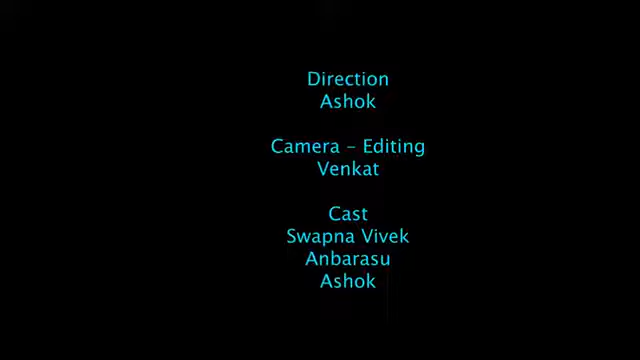 Direction
Ashok
Camera - Editing
Venkat
Cast
Swapna Vivek
Anbarasu
Ashok